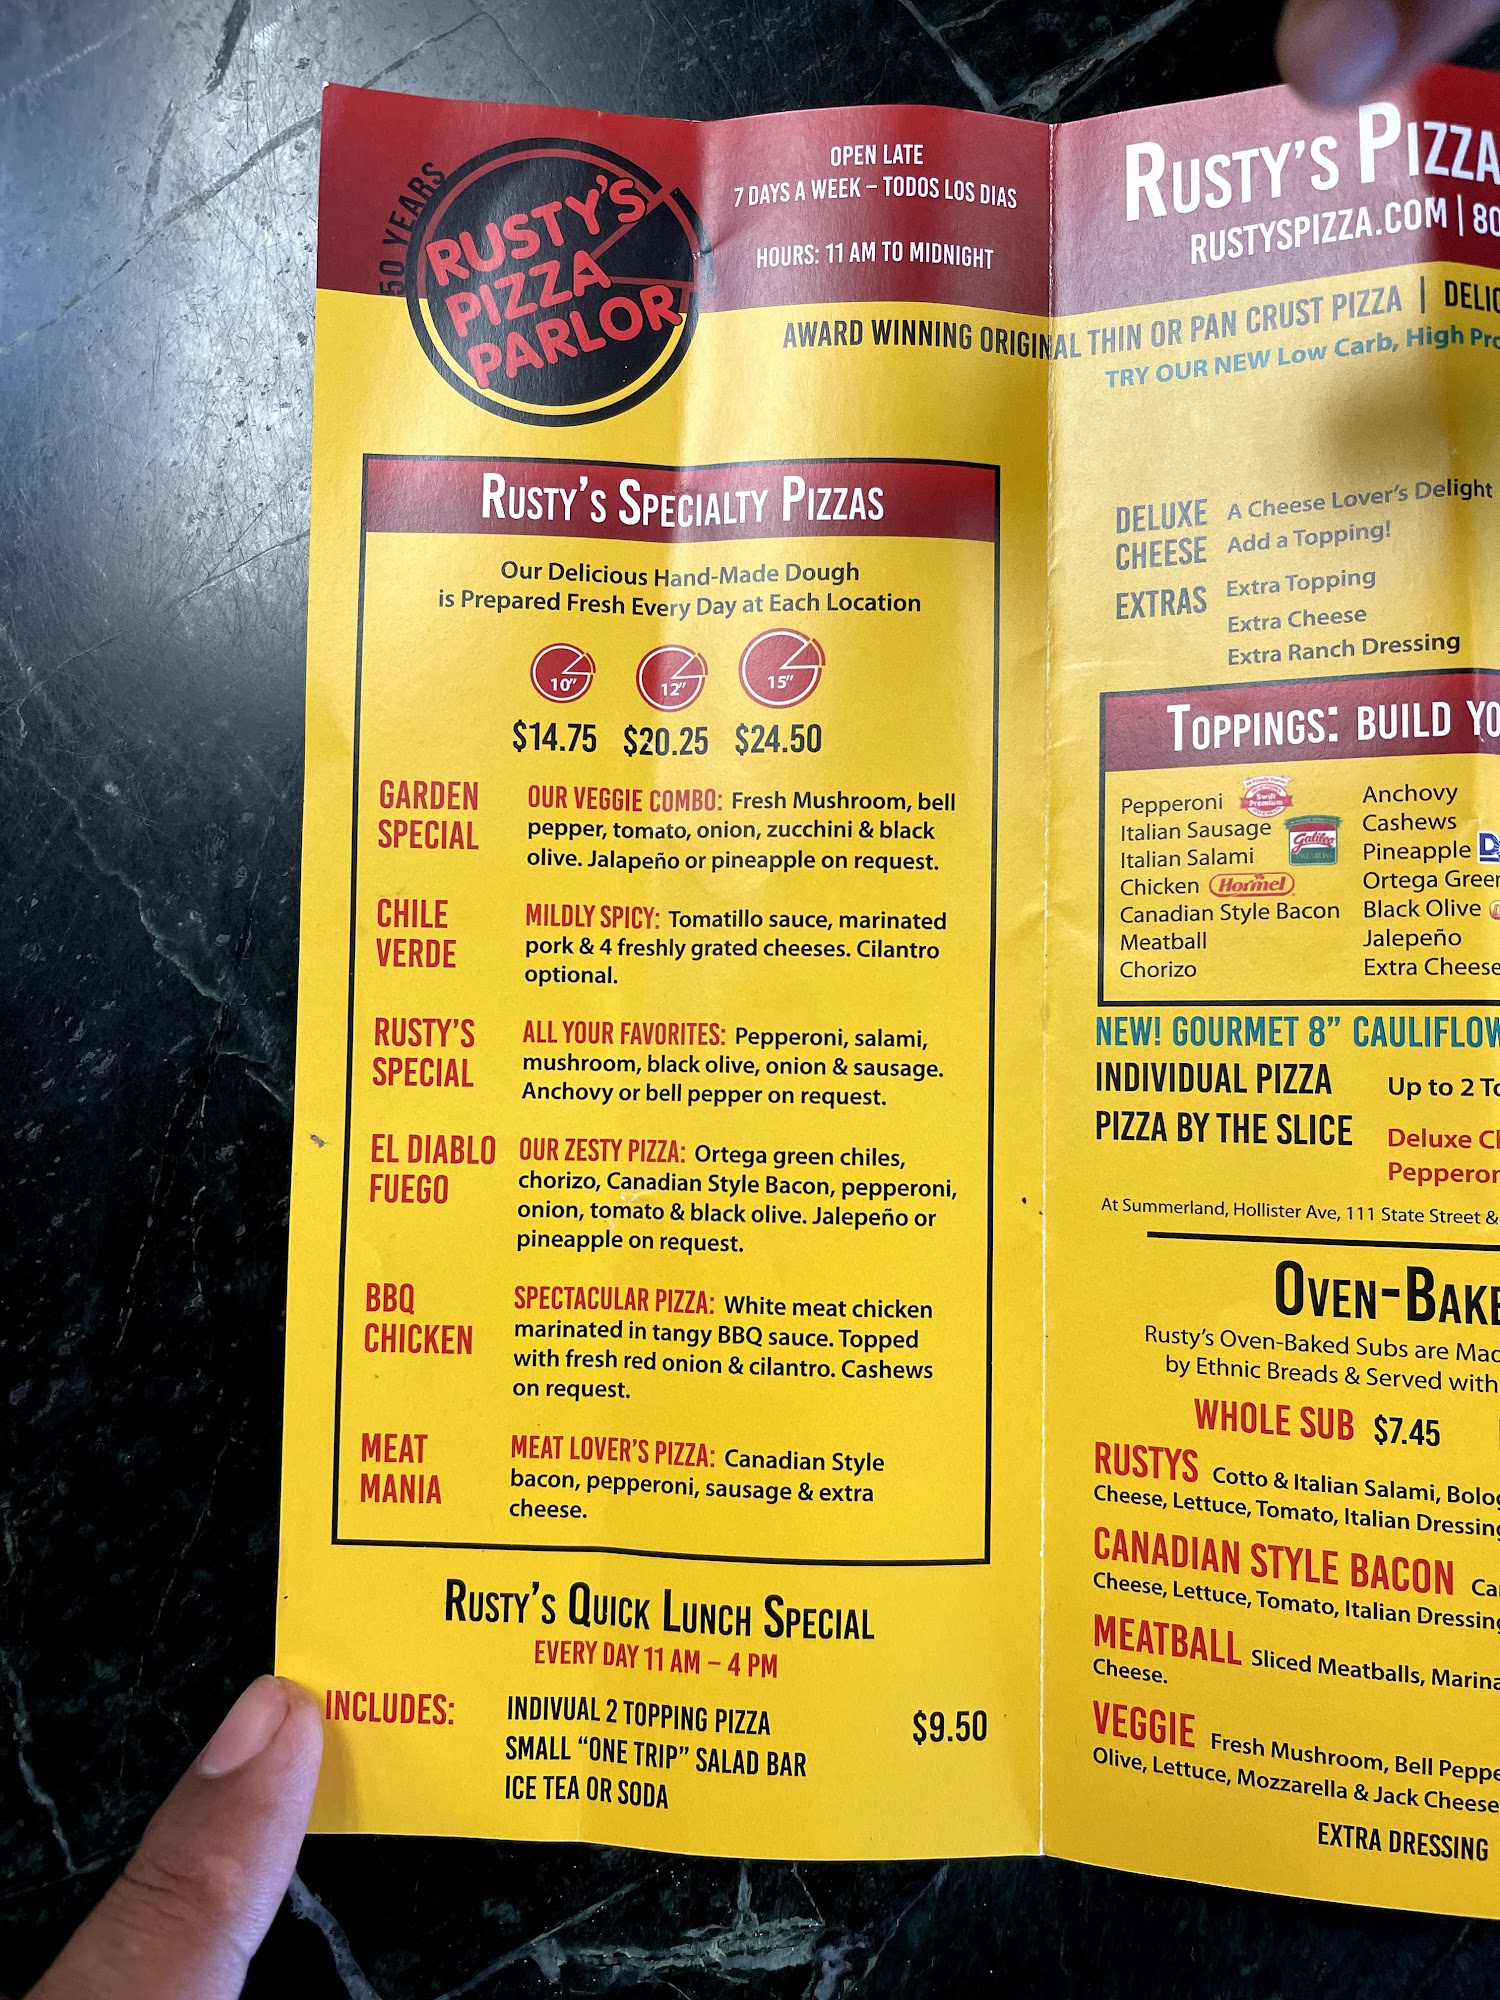 50 YEARS
RUSTY'S
PIZZA
PARLOR
OPEN LATE
7 DAYS A WEEK – TODOS LOS DIAS
HOURS: 11 AM TO MIDNIGHT
AWARD WINNING ORIGINAL THIN OR PAN CRUST PIZZA |
RUSTY'S SPECIALTY PIZZAS
Our Delicious Hand-Made Dough
is Prepared Fresh Every Day at Each Location
10” 12” 15”
$14.75 $20.25 $24.50
GARDEN
SPECIAL
OUR VEGGIE COMBO: Fresh Mushroom, bell
pepper, tomato, onion, zucchini & black
olive. Jalapeño or pineapple on request.
CHILE
VERDE
MILDLY SPICY: Tomatillo sauce, marinated
pork & 4 freshly grated cheeses. Cilantro
optional.
RUSTY'S
SPECIAL
ALL YOUR FAVORITES: Pepperoni, salami,
mushroom, black olive, onion & sausage.
Anchovy or bell pepper on request.
EL DIABLO
FUEGO
OUR ZESTY PIZZA: Ortega green chiles,
chorizo, Canadian Style Bacon, pepperoni,
onion, tomato & black olive. Jalepeño or
pineapple on request.
BBQ
CHICKEN
SPECTACULAR PIZZA: White meat chicken
marinated in tangy BBQ sauce. Topped
with fresh red onion & cilantro. Cashews
on request.
MEAT
MANIA
MEAT LOVER'S PIZZA: Canadian Style
bacon, pepperoni, sausage & extra
cheese.
RUSTY'S QUICK LUNCH SPECIAL
EVERY DAY 11 AM – 4 PM
INCLUDES:
INDIVUAL 2 TOPPING PIZZA
SMALL “ONE TRIP” SALAD BAR
ICE TEA OR SODA
$9.50
RUSTY'S PIZZA
RUSTYSPIZZA.COM | 80
TRY OUR NEW Low Carb, High
DELUXE
CHEESE
A Cheese Lover's Delight
Add a Topping!
EXTRAS
Extra Topping
Extra Cheese
Extra Ranch Dressing
TOPPINGS: BUILD
Pepperoni Swift Premium
Italian Sausage
Italian Salami Galileo
Chicken Hormel
Canadian Style Bacon
Meatball
Chorizo
Anchovy
Cashews
Pineapple
Ortega
Black Olive
Jalepeño
Extra Cheese
NEW! GOURMET 8”
INDIVIDUAL PIZZA Up to 2
PIZZA BY THE SLICE Deluxe
At Summerland, Hollister Ave, 111 State Street &
Rusty's Oven-Baked Subs are
by Ethnic Breads & Served with
WHOLE SUB $7.45
RUSTYS Cotto & Italian Salami,
Cheese, Lettuce, Tomato, Italian Dressing
CANADIAN STYLE BACON
Cheese, Lettuce, Tomato, Italian Dressing
MEATBALL Sliced Meatballs,
Cheese.
VEGGIE Fresh Mushroom, Bell
Olive, Lettuce, Mozzarella & Jack Cheese
EXTRA DRESSING